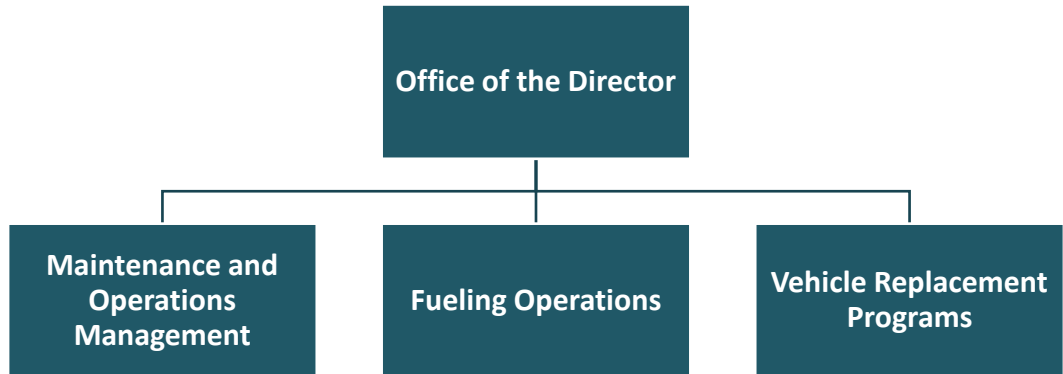 Office of the Director
Maintenance and
Operations
Management
Fueling Operations
Vehicle Replacement
Programs